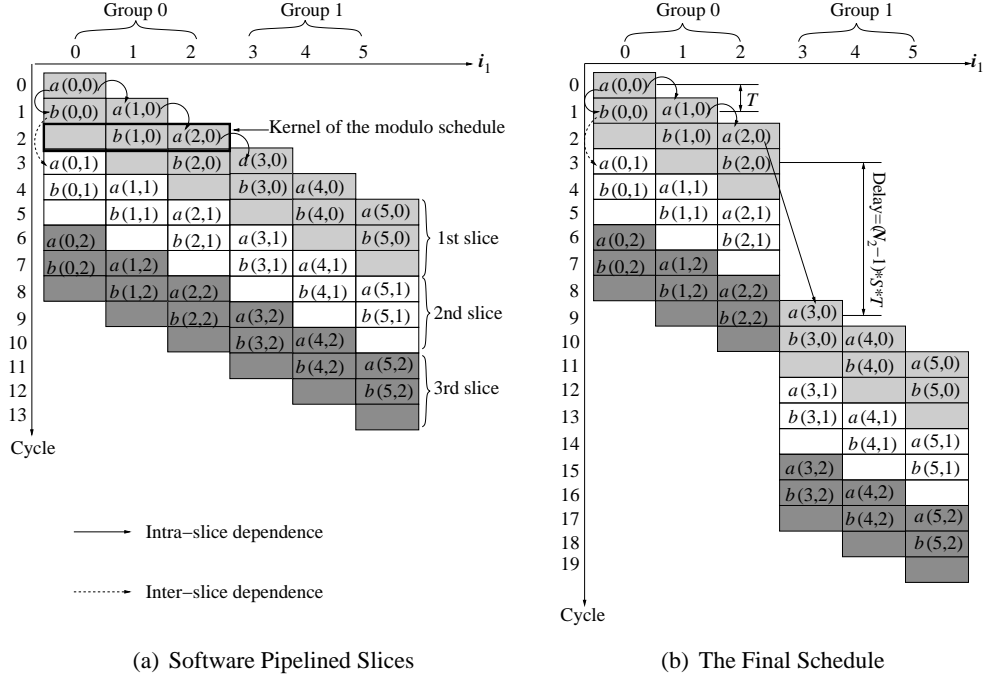 Group 0 Group 1
0 1 2 3 4 5
i1
0 a(0,0)
1 b(0,0) a(1,0)
2 b(1,0) a(2,0) Kernel of the modulo schedule
3 a(0,1) b(2,0) a(3,0)
4 b(0,1) a(1,1) b(3,0) a(4,0)
5 b(1,1) a(2,1) b(4,0) a(5,0)
6 a(0,2) b(2,1) a(3,1) b(5,0) 1st slice
7 b(0,2) a(1,2) b(3,1) a(4,1)
8 b(1,2) a(2,2) b(4,1) a(5,1)
9 b(2,2) a(3,2) b(5,1) 2nd slice
10 b(3,2) a(4,2)
11 b(4,2) a(5,2)
12 b(5,2) 3rd slice
13
Cycle
Intra-slice dependence
Inter-slice dependence
(a) Software Pipelined Slices
Group 0 Group 1
0 1 2 3 4 5
i1
0 a(0,0) T
1 b(0,0) a(1,0)
2 b(1,0) a(2,0)
3 a(0,1) b(2,0)
4 b(0,1) a(1,1)
5 b(1,1) a(2,1)
6 a(0,2) b(2,1)
7 b(0,2) a(1,2)
8 b(1,2) a(2,2)
9 b(2,2) a(3,0)
Delay=(N2-1)*S*T
10 b(3,0) a(4,0)
11 b(4,0) a(5,0)
12 a(3,1) b(5,0)
13 b(3,1) a(4,1)
14 b(4,1) a(5,1)
15 a(3,2) b(5,1)
16 b(3,2) a(4,2)
17 b(4,2) a(5,2)
18 b(5,2)
19
Cycle
(b) The Final Schedule